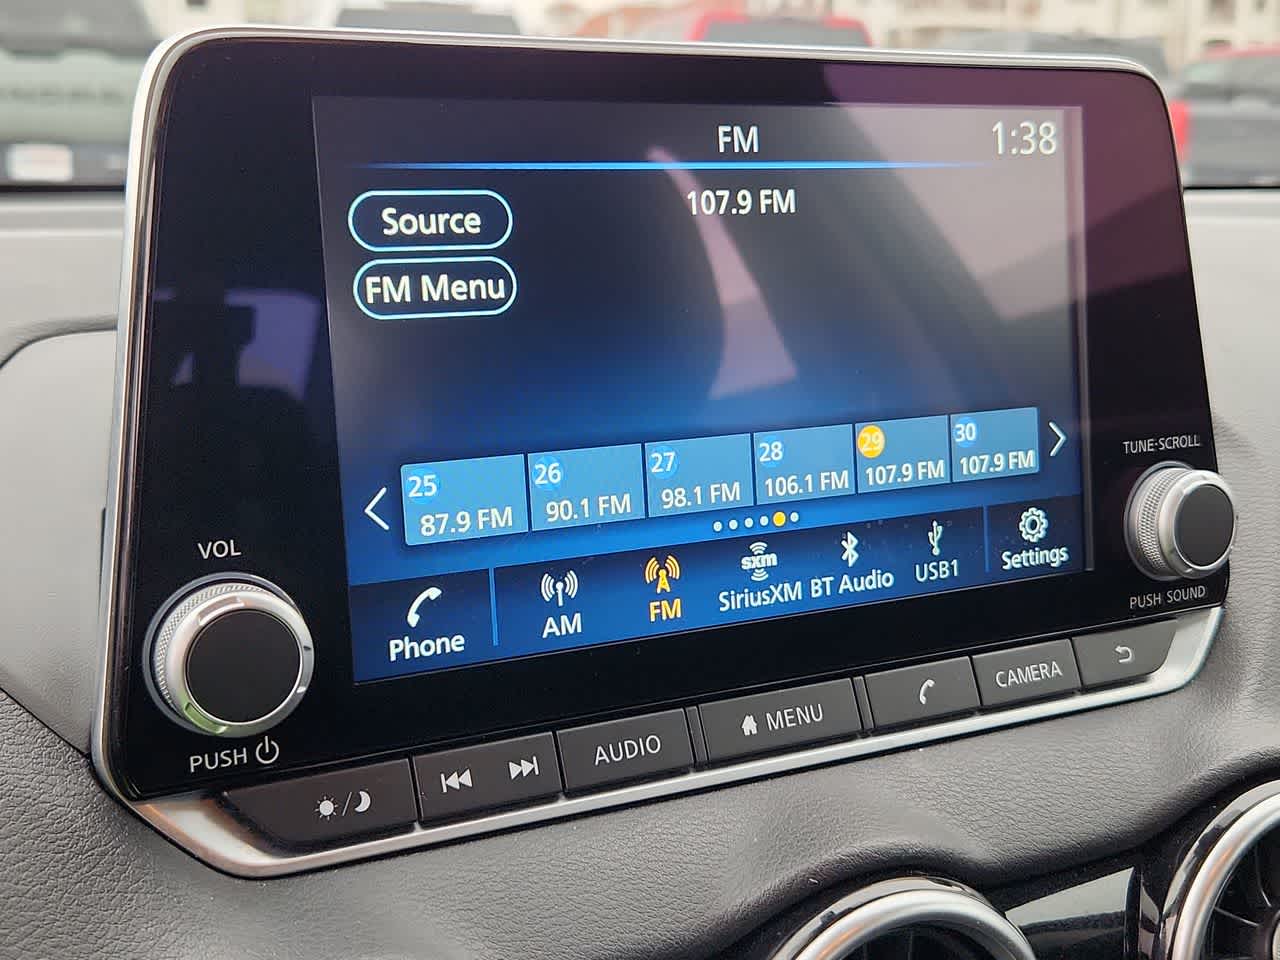 FM
1:38
107.9 FM
Source
FM Menu
25
87.9 FM
26
90.1 FM
27
98.1 FM
28
106.1 FM
29
107.9 FM
30
107.9 FM
Phone
AM
FM
sxm
SiriusXM
BT Audio
USB1
Settings
VOL
PUSH
TUNE·SCROLL
PUSH SOUND
AUDIO
MENU
CAMERA